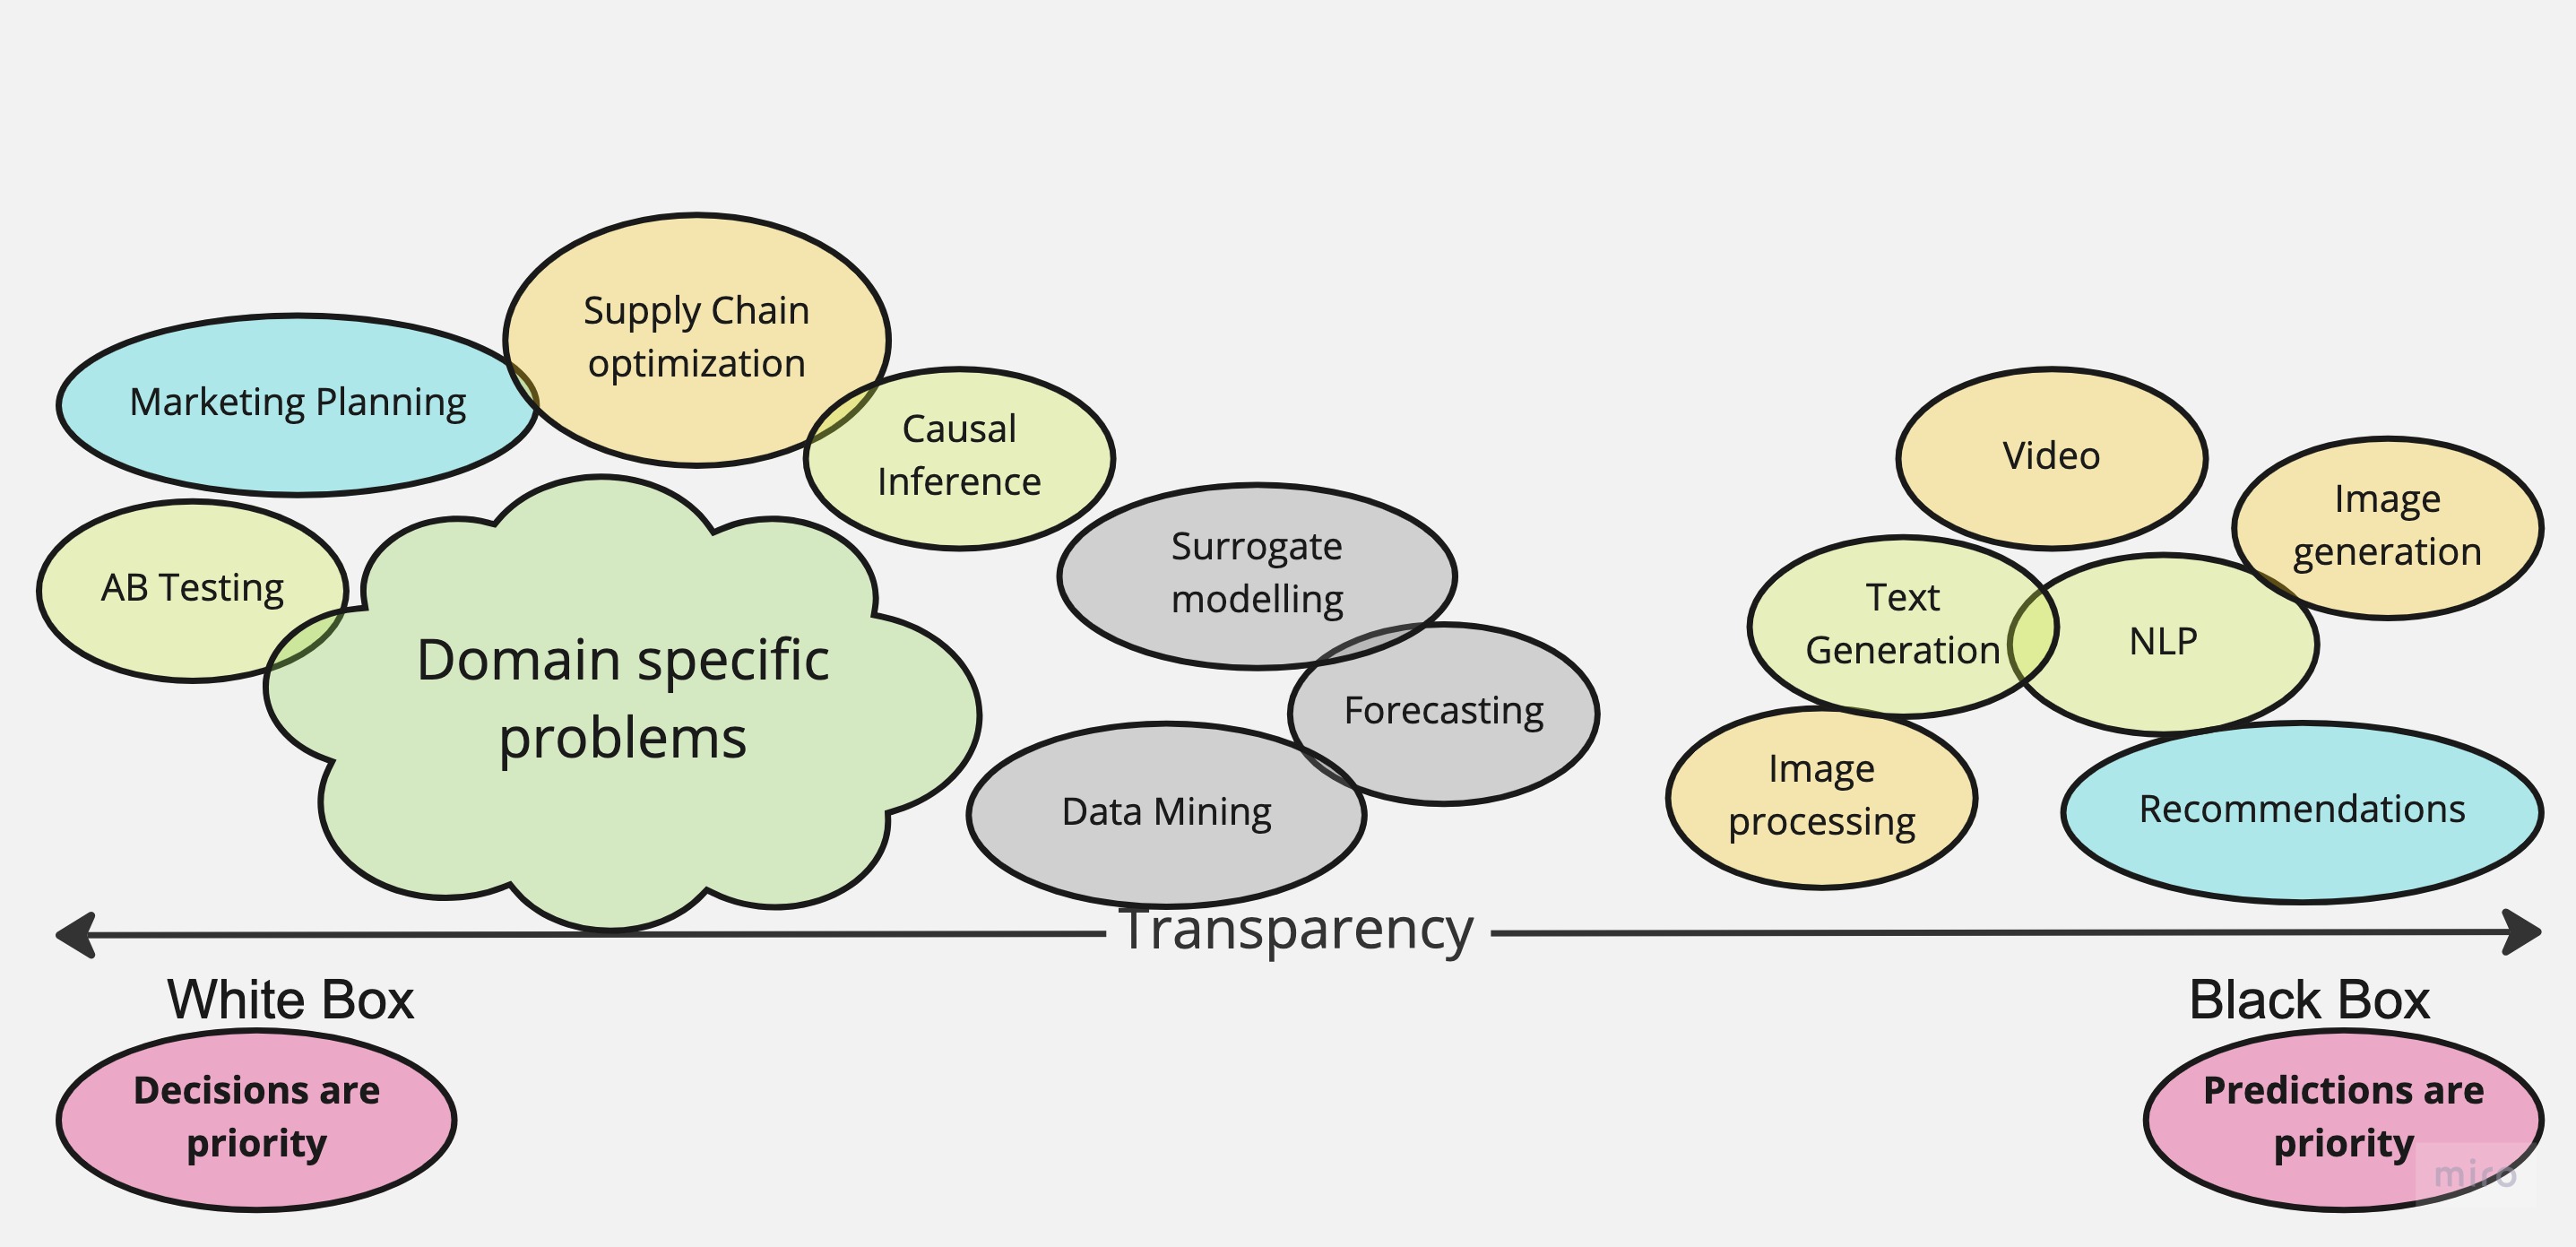 Supply Chain
optimization
Marketing Planning
Causal
Inference
AB Testing
Domain specific
problems
Surrogate
modelling
Forecasting
Data Mining
Video
Image
generation
Text
Generation
NLP
Image
processing
Recommendations
Transparency
White Box
Black Box
Decisions are
priority
Predictions are
priority
miro